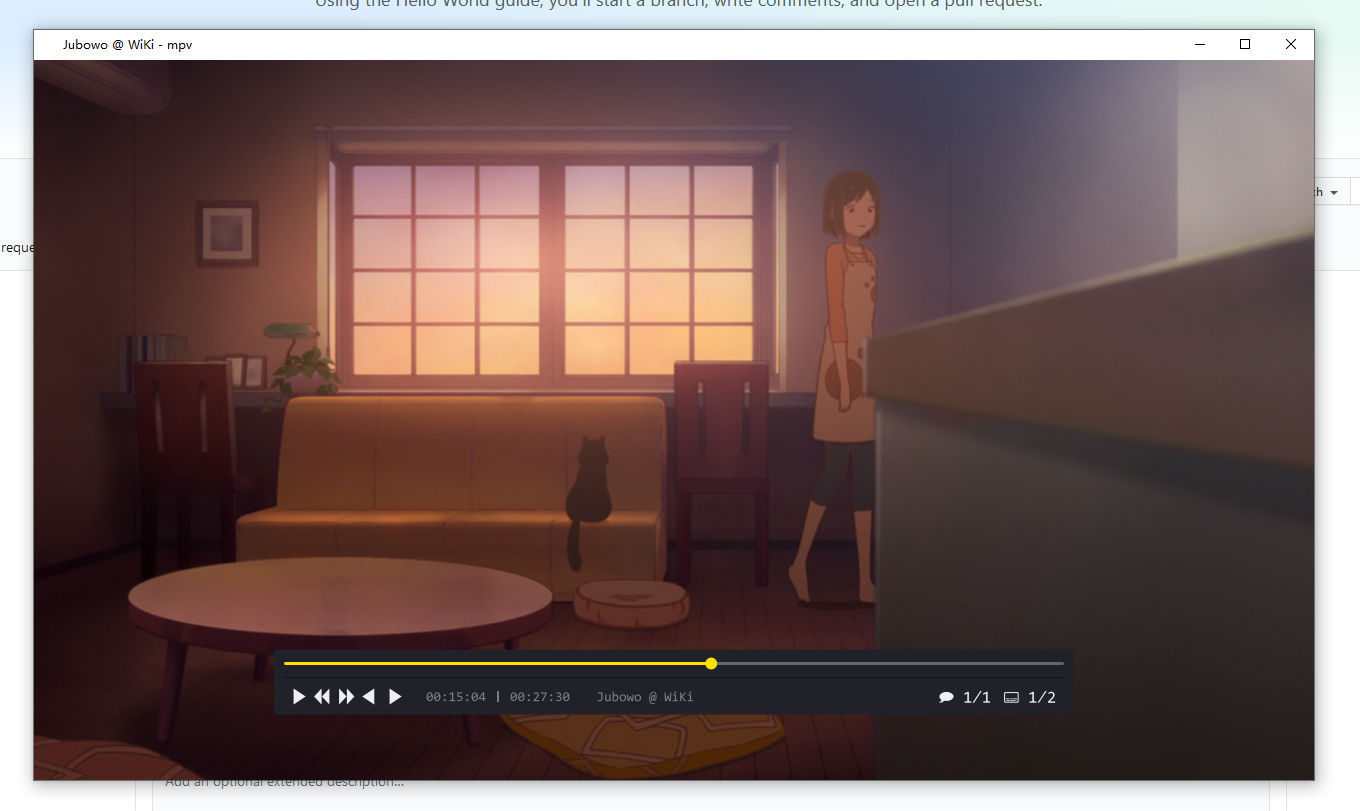 Using the Hello World guide, you'll start a branch, write comments, and open a pull request.
Jubowo @ WiKi - mpv
th
reque
00:15:04 | 00:27:30 Jubowo @ WiKi 1/1 1/2
Add an optional extended description...